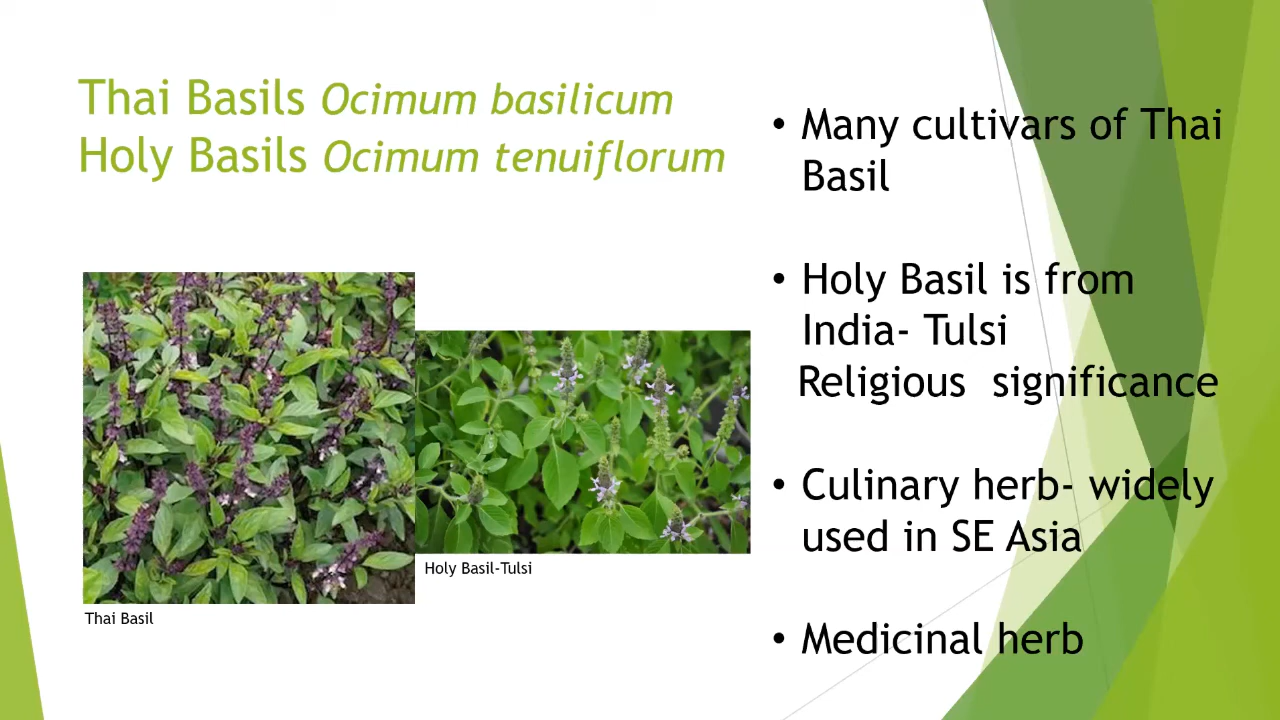 Thai Basils Ocimum basilicum
Holy Basils Ocimum tenuiflorum
• Many cultivars of Thai
Basil
• Holy Basil is from
India- Tulsi
Religious  significance
• Culinary herb- widely
used in SE Asia
• Medicinal herb
Holy Basil-Tulsi
Thai Basil